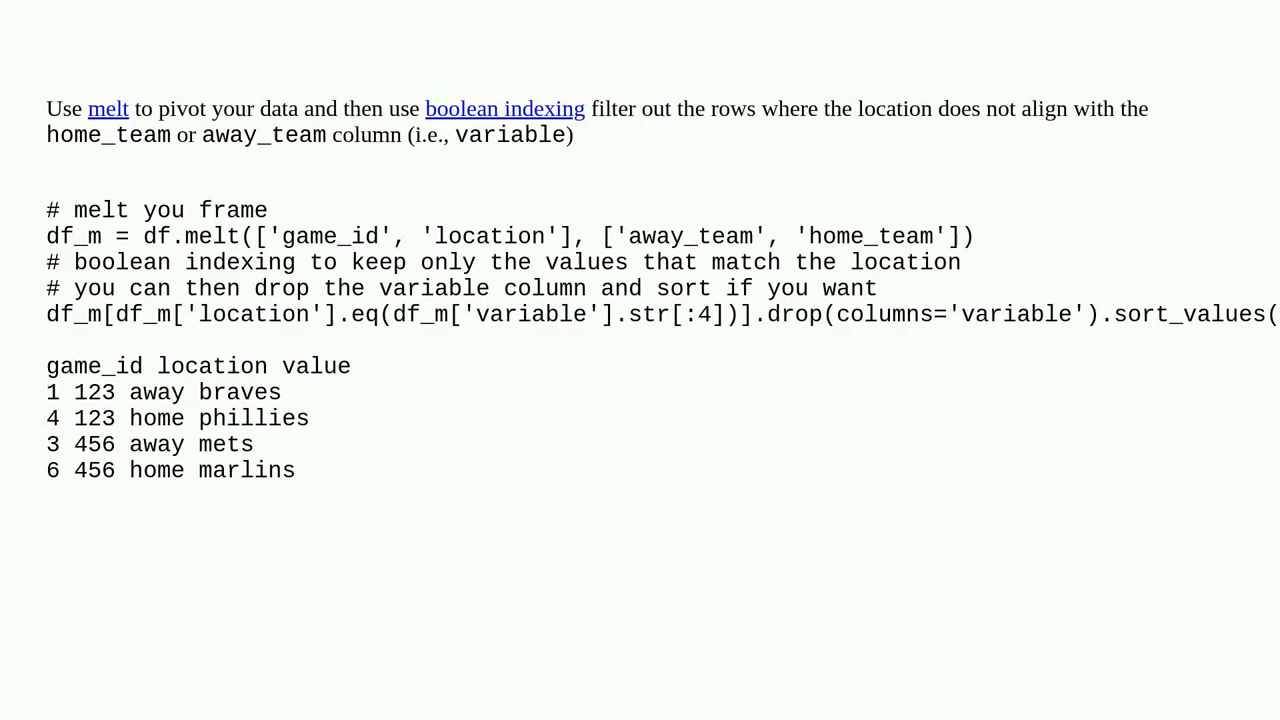 Use melt to pivot your data and then use boolean indexing filter out the rows where the location does not align with the
home_team or away_team column (i.e., variable)
# melt you frame
df_m = df.melt(['game_id', 'location'], ['away_team', 'home_team'])
# boolean indexing to keep only the values that match the location
# you can then drop the variable column and sort if you want
df_m[df_m['location'].eq(df_m['variable'].str[:4])].drop(columns='variable').sort_values(
game_id location value
1 123 away braves
4 123 home phillies
3 456 away mets
6 456 home marlins